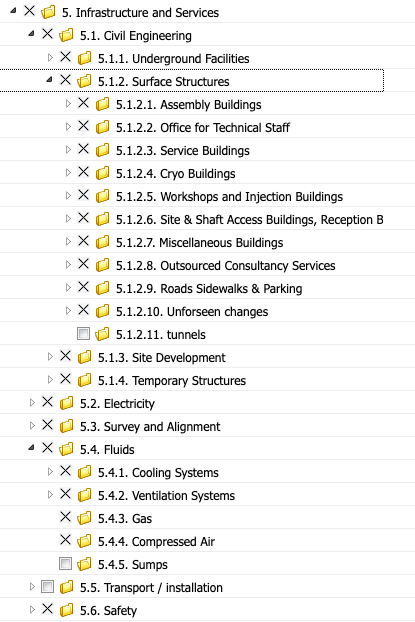 5. Infrastructure and Services
5.1. Civil Engineering
5.1.1. Underground Facilities
5.1.2. Surface Structures
5.1.2.1. Assembly Buildings
5.1.2.2. Office for Technical Staff
5.1.2.3. Service Buildings
5.1.2.4. Cryo Buildings
5.1.2.5. Workshops and Injection Buildings
5.1.2.6. Site & Shaft Access Buildings, Reception B
5.1.2.7. Miscellaneous Buildings
5.1.2.8. Outsourced Consultancy Services
5.1.2.9. Roads Sidewalks & Parking
5.1.2.10. Unforseen changes
5.1.2.11. tunnels
5.1.3. Site Development
5.1.4. Temporary Structures
5.2. Electricity
5.3. Survey and Alignment
5.4. Fluids
5.4.1. Cooling Systems
5.4.2. Ventilation Systems
5.4.3. Gas
5.4.4. Compressed Air
5.4.5. Sumps
5.5. Transport / installation
5.6. Safety